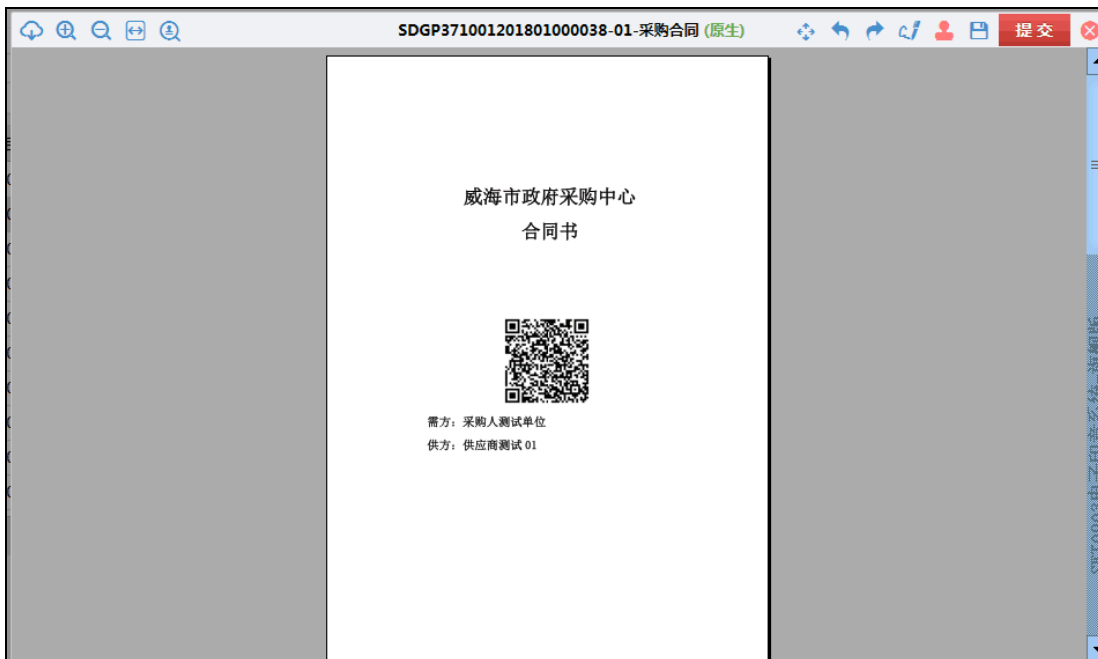 SDGP371001201801000038-01-采购合同 (原生)
提 交
威海市政府采购中心
合同书
需方：采购人测试单位
供方：供应商测试 01